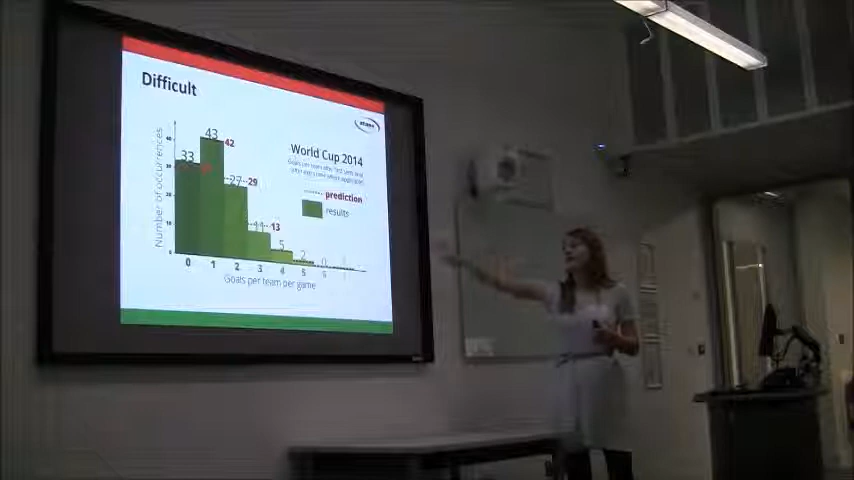 Difficult
World Cup 2014
prediction
results
Number of occurrences
43
42
33
27
29
11
13
5
2
0
0 1 2 3 4 5 6
Goals per team per game